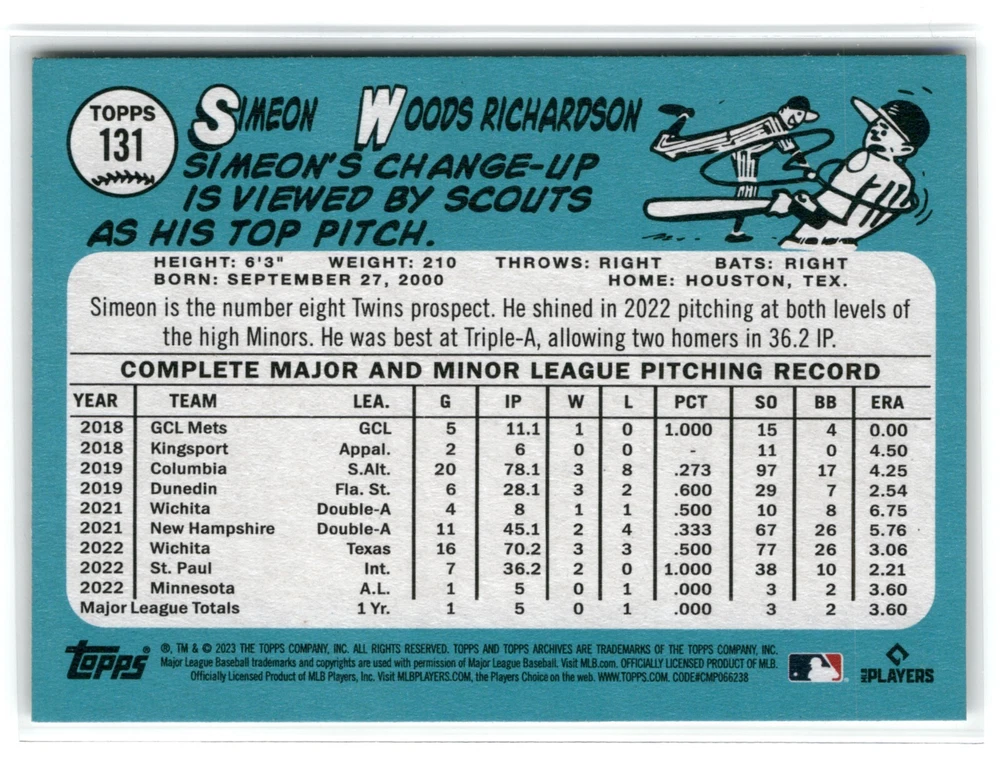 TOPPS
131
SIMEON WOODS RICHARDSON
SIMEON'S CHANGE-UP
IS VIEWED BY SCOUTS
AS HIS TOP PITCH.
HEIGHT: 6'3" WEIGHT: 210 THROWS: RIGHT BATS: RIGHT
BORN: SEPTEMBER 27, 2000 HOME: HOUSTON, TEX.
Simeon is the number eight Twins prospect. He shined in 2022 pitching at both levels of
the high Minors. He was best at Triple-A, allowing two homers in 36.2 IP.
COMPLETE MAJOR AND MINOR LEAGUE PITCHING RECORD
YEAR TEAM LEA. G IP W L PCT SO BB ERA
2018 GCL Mets GCL 5 11.1 1 0 1.000 15 4 0.00
2018 Kingsport Appal. 2 6 0 0 - 11 0 4.50
2019 Columbia S.Alt. 20 78.1 3 8 .273 97 17 4.25
2019 Dunedin Fla. St. 6 28.1 3 2 .600 29 7 2.54
2021 Wichita Double-A 4 8 1 1 .500 10 8 6.75
2021 New Hampshire Double-A 11 45.1 2 4 .333 67 26 5.76
2022 Wichita Texas 16 70.2 3 3 .500 77 26 3.06
2022 St. Paul Int. 7 36.2 2 0 1.000 38 10 2.21
2022 Minnesota A.L. 1 5 0 1 .000 3 2 3.60
Major League Totals 1 Yr. 1 5 0 1 .000 3 2 3.60
topps® ®, TM & © 2023 THE TOPPS COMPANY, INC. ALL RIGHTS RESERVED. TOPPS AND TOPPS ARCHIVES ARE TRADEMARKS OF THE TOPPS COMPANY, INC.
Major League Baseball trademarks and copyrights are used with permission of Major League Baseball. Visit MLB.com. OFFICIALLY LICENSED PRODUCT OF MLB.
Officially Licensed Product of MLB Players, Inc. Visit MLBPLAYERS.COM, the Players Choice on the web. WWW.TOPPS.COM. CODE#CMP066238
MLB PLAYERS